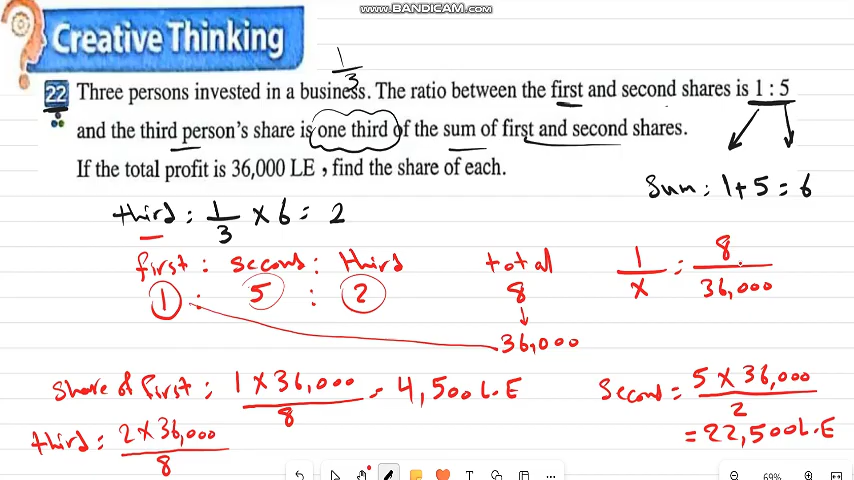 www.BANDICAM.com
Creative Thinking
1/3
22 Three persons invested in a business. The ratio between the first and second shares is 1 : 5
and the third person's share is one third of the sum of first and second shares.
If the total profit is 36,000 LE , find the share of each.
Sum : 1 + 5 = 6
third : 1/3 × 6 = 2
first : second : third total
1 : 5 : 2 8
1/x = 8/36,000
36,000
Share of first : 1 × 36,000 / 8 = 4,500 L.E
Second = 5 × 36,000 / 2
= 22,500 L.E
third : 2 × 36,000 / 8
69%